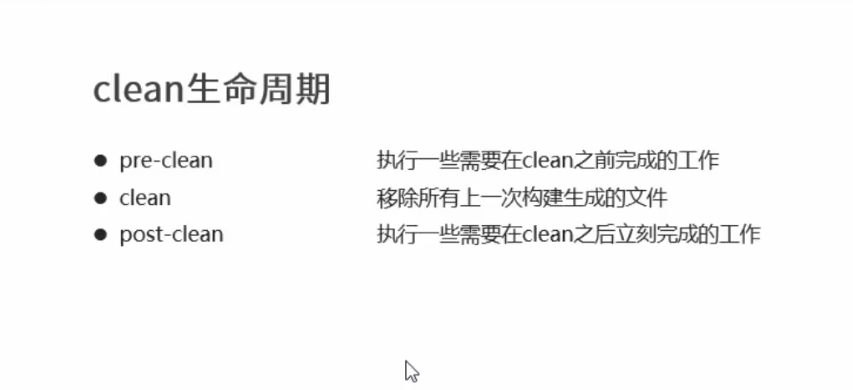 clean生命周期
● pre-clean 执行一些需要在clean之前完成的工作
● clean 移除所有上一次构建生成的文件
● post-clean 执行一些需要在clean之后立刻完成的工作